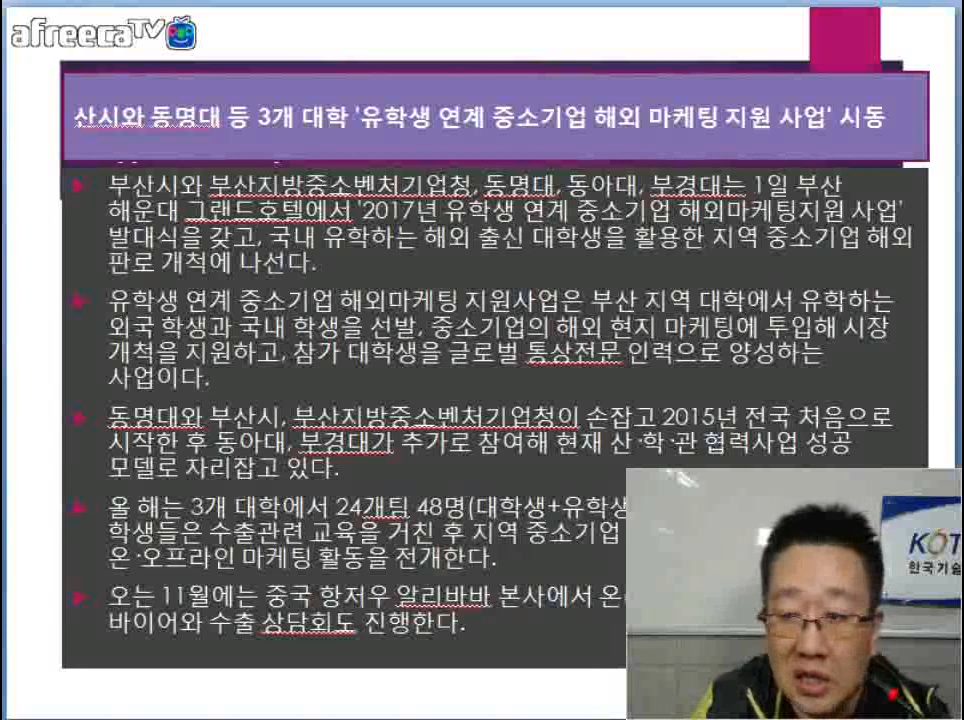 afreecaTV
산시와 동명대 등 3개 대학 '유학생 연계 중소기업 해외 마케팅 지원 사업' 시동
부산시와 부산지방중소벤처기업청, 동명대, 동아대, 부경대는 1일 부산
해운대 그랜드호텔에서 '2017년 유학생 연계 중소기업 해외마케팅지원 사업'
발대식을 갖고, 국내 유학하는 해외 출신 대학생을 활용한 지역 중소기업 해외
판로 개척에 나선다.
유학생 연계 중소기업 해외마케팅 지원사업은 부산 지역 대학에서 유학하는
외국 학생과 국내 학생을 선발, 중소기업의 해외 현지 마케팅에 투입해 시장
개척을 지원하고, 참가 대학생을 글로벌 통상전문 인력으로 양성하는
사업이다.
동명대와 부산시, 부산지방중소벤처기업청이 손잡고 2015년 전국 처음으로
시작한 후 동아대, 부경대가 추가로 참여해 현재 산·학·관 협력사업 성공
모델로 자리잡고 있다.
올 해는 3개 대학에서 24개팀 48명(대학생+유학생
학생들은 수출관련 교육을 거친 후 지역 중소기업
온·오프라인 마케팅 활동을 전개한다.
오는 11월에는 중국 항저우 알리바바 본사에서 온
바이어와 수출 상담회도 진행한다.
KOT
한국기술